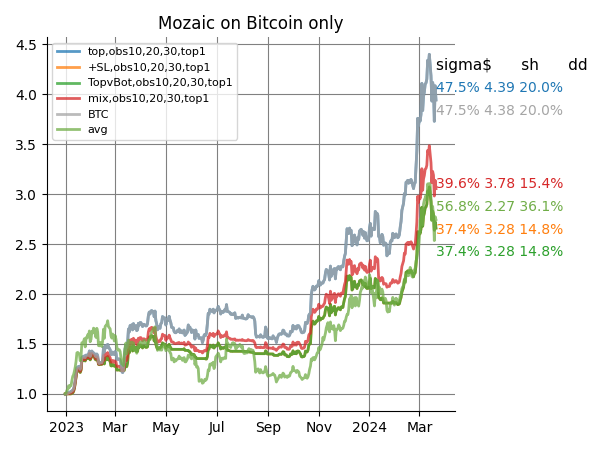 Mozaic on Bitcoin only
top,obs10,20,30,top1
+SL,obs10,20,30,top1
TopvBot,obs10,20,30,top1
mix,obs10,20,30,top1
BTC
avg
sigma$ sh dd
47.5% 4.39 20.0%
47.5% 4.38 20.0%
39.6% 3.78 15.4%
56.8% 2.27 36.1%
37.4% 3.28 14.8%
37.4% 3.28 14.8%
4.5
4.0
3.5
3.0
2.5
2.0
1.5
1.0
2023 Mar May Jul Sep Nov 2024 Mar